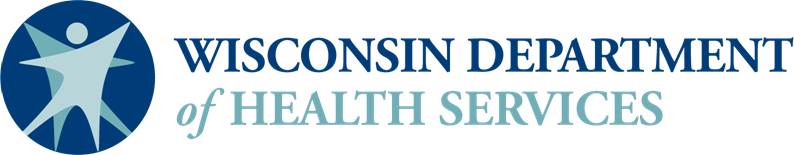 WISCONSIN DEPARTMENT
of HEALTH SERVICES